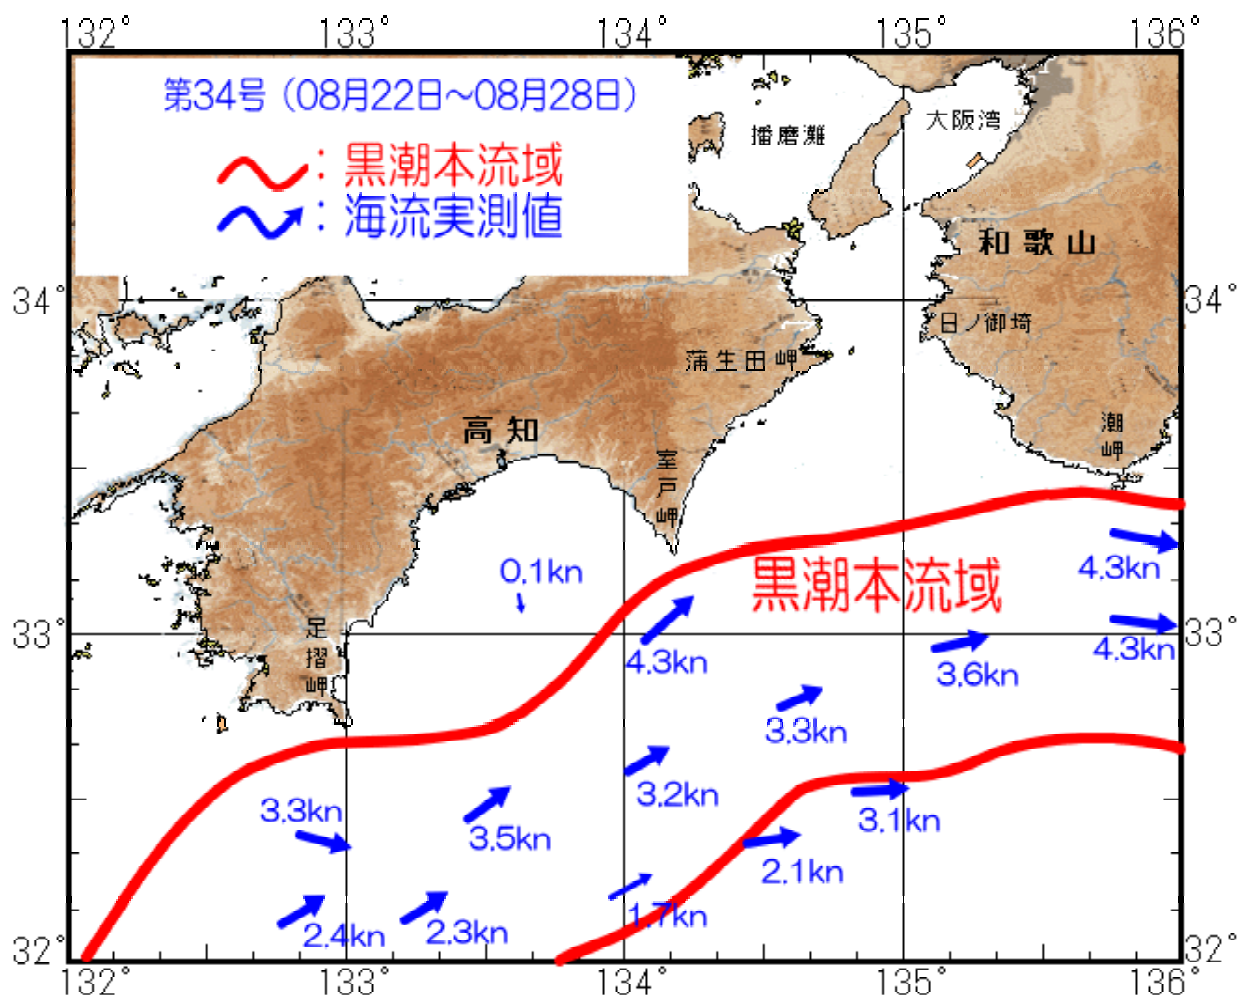 132° 133° 134° 135° 136°
第34号（08月22日～08月28日）
：黒潮本流域
：海流実測値
播磨灘
大阪湾
和歌山
34° 34°
日ノ御埼
蒲生田岬
潮岬
高知
室戸岬
4.3kn
0.1kn
黒潮本流域
33° 33°
足摺岬
4.3kn
4.3kn
3.6kn
3.3kn
3.2kn
3.3kn
3.5kn
3.1kn
2.1kn
1.7kn
2.4kn
2.3kn
32° 32°
132° 133° 134° 135° 136°